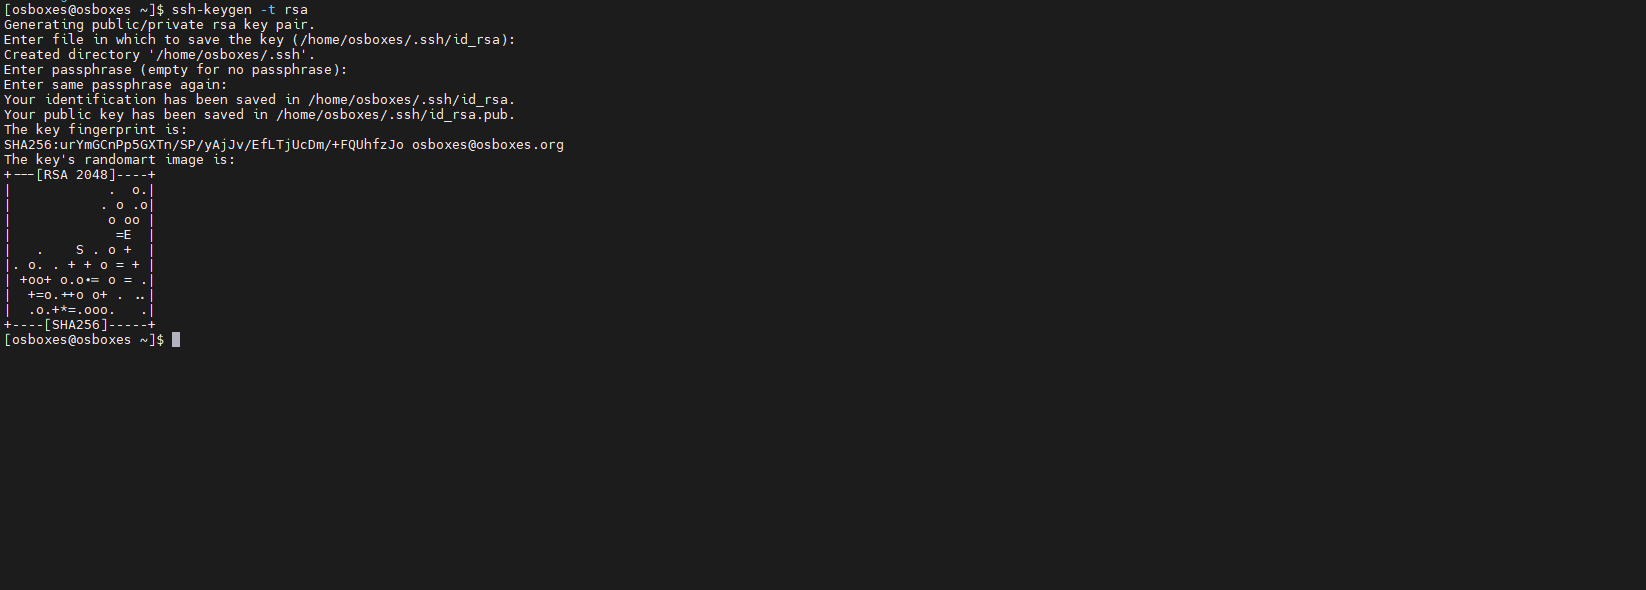 [osboxes@osboxes ~]$ ssh-keygen -t rsa
Generating public/private rsa key pair.
Enter file in which to save the key (/home/osboxes/.ssh/id_rsa):
Created directory '/home/osboxes/.ssh'.
Enter passphrase (empty for no passphrase):
Enter same passphrase again:
Your identification has been saved in /home/osboxes/.ssh/id_rsa.
Your public key has been saved in /home/osboxes/.ssh/id_rsa.pub.
The key fingerprint is:
SHA256:urYmGCnPp5GXTn/SP/yAjJv/EfLTjUcDm/+FQUhfzJo osboxes@osboxes.org
The key's randomart image is:
+---[RSA 2048]----+
|            .  o.|
|           . o .o|
|            o oo |
|             =E  |
|   .    S . o +  |
|. o. . + + o = + |
| +oo+ o.o*= o = .|
|  +=o.++o o+ . ..|
|  .o.+*=.ooo.   .|
+----[SHA256]-----+
[osboxes@osboxes ~]$